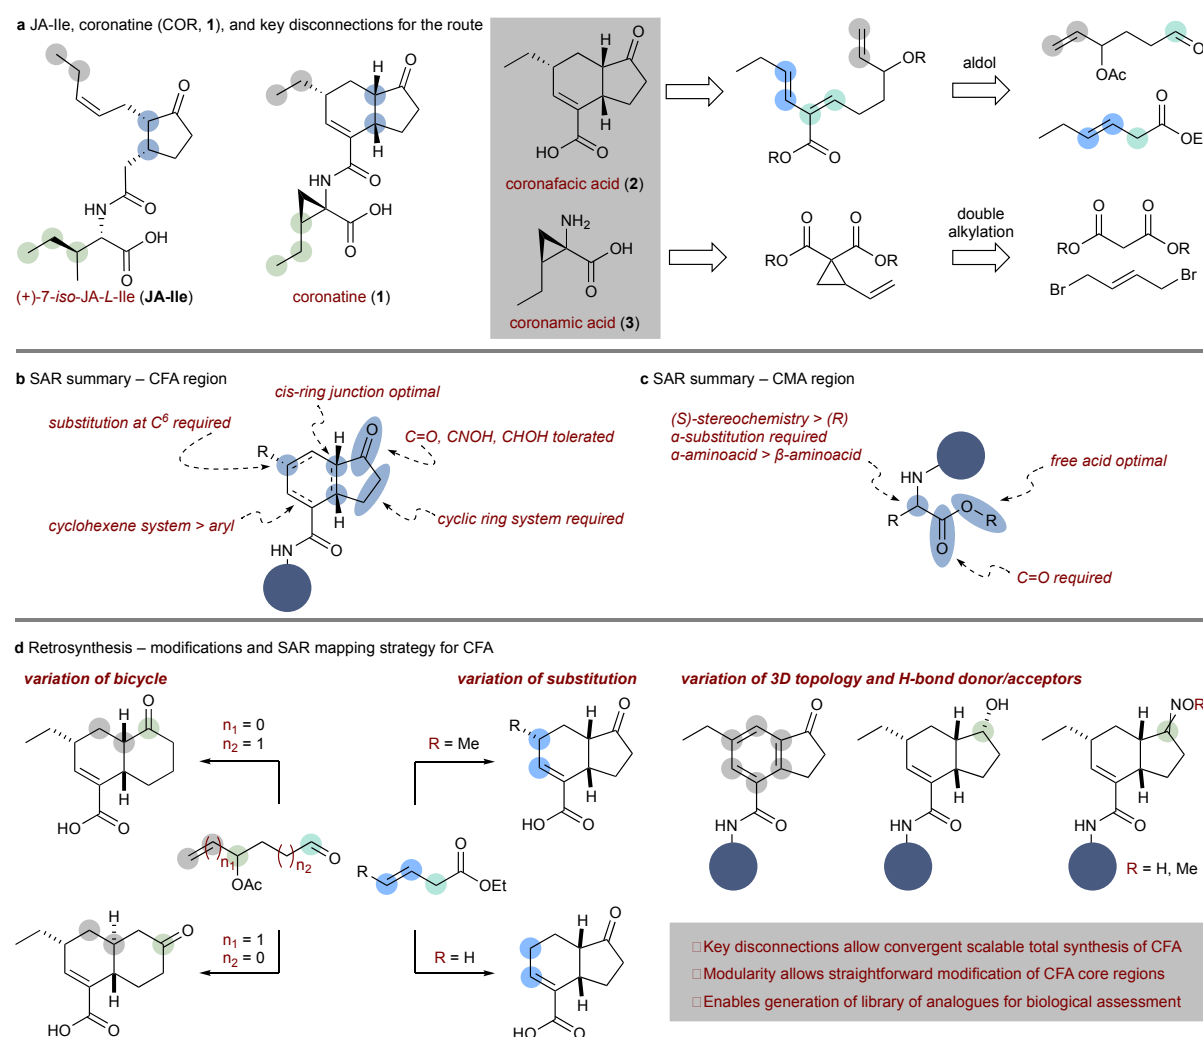 a JA-Ile, coronatine (COR, 1), and key disconnections for the route
O
HN
O
O
OH
(+)-7-iso-JA-L-Ile (JA-Ile)
H
O
H
HN
O
OH
O
coronatine (1)
H
O
H
HO
O
coronafacic acid (2)
NH2
OH
O
coronamic acid (3)
OR
RO
O
aldol
O
OAc
O
OE
O
O
RO
OR
double
alkylation
O
O
RO
OR
Br
Br
b SAR summary – CFA region
cis-ring junction optimal
substitution at C6 required
C=O, CNOH, CHOH tolerated
R
H
O
H
cyclohexene system > aryl
cyclic ring system required
HN
O
c SAR summary – CMA region
(S)-stereochemistry > (R)
α-substitution required
α-aminoacid > β-aminoacid
free acid optimal
HN
O
R
R
O
C=O required
d Retrosynthesis – modifications and SAR mapping strategy for CFA
variation of bicycle
variation of substitution
variation of 3D topology and H-bond donor/acceptors
H
O
H
HO
O
n1 = 0
n2 = 1
R = Me
R
H
O
H
HO
O
O
HN
O
H
OH
H
HN
O
H
NOR
H
HN
O
R = H, Me
( )n1
( )n2
O
OAc
R
O
OEt
H
O
H
HO
O
n1 = 1
n2 = 0
R = H
H
O
H
HO
O
Key disconnections allow convergent scalable total synthesis of CFA
Modularity allows straightforward modification of CFA core regions
Enables generation of library of analogues for biological assessment